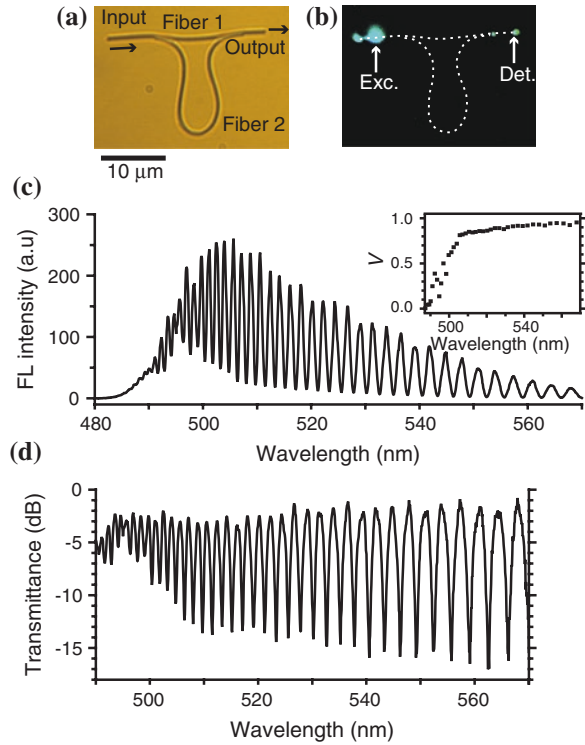 (a)
Input
Fiber 1
Output
Fiber 2
10 μm
(b)
Exc.
Det.
(c)
FL intensity (a.u)
300
200
100
0
480
500
520
540
560
Wavelength (nm)
V
1.0
0.5
0.0
500
540
Wavelength (nm)
(d)
Transmittance (dB)
0
-5
-10
-15
500
520
540
560
Wavelength (nm)